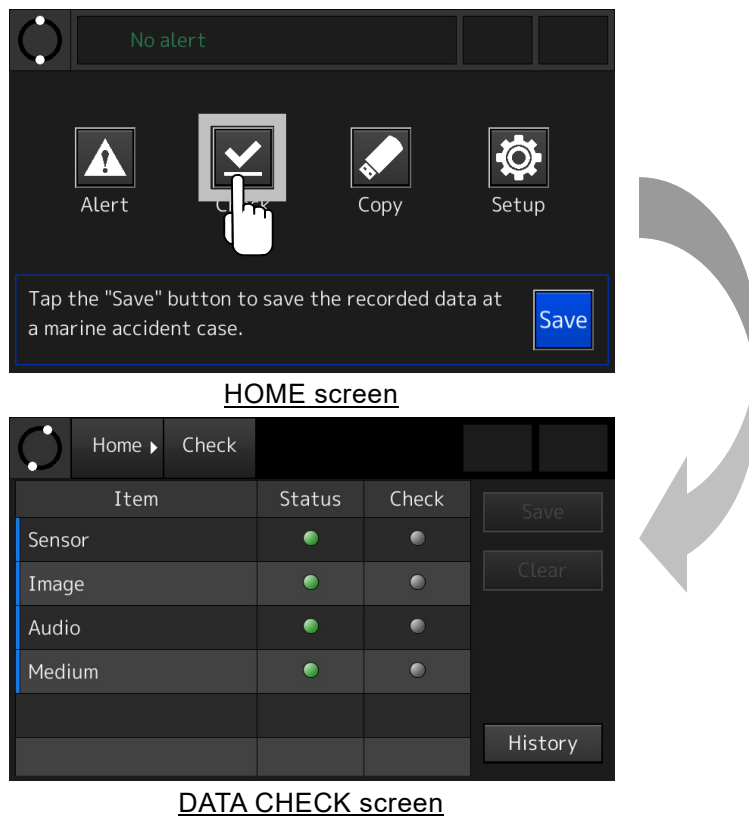 No alert
Alert Check Copy Setup
Tap the "Save" button to save the recorded data at
a marine accident case.
Save
HOME screen
Home Check
Item Status Check
Save
Sensor
Clear
Image
Audio
Medium
History
DATA CHECK screen